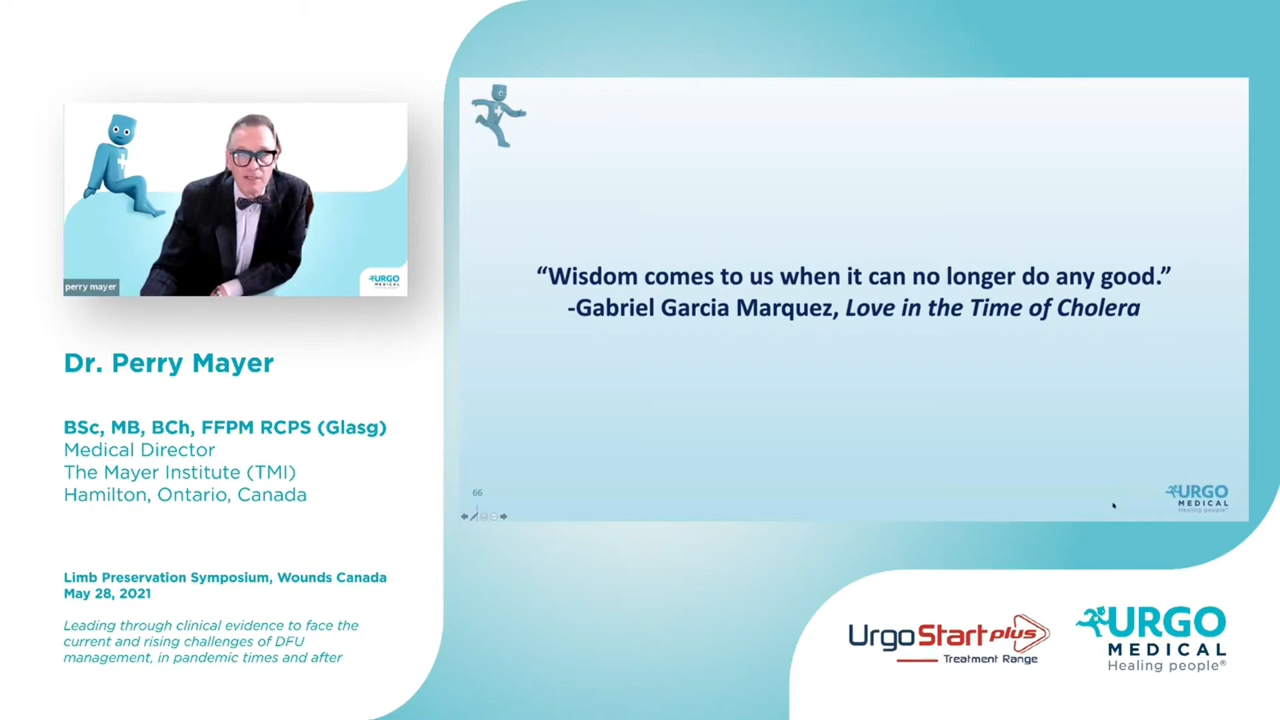 perry mayer
URGO
MEDICAL
Dr. Perry Mayer
BSc, MB, BCh, FFPM RCPS (Glasg)
Medical Director
The Mayer Institute (TMI)
Hamilton, Ontario, Canada
Limb Preservation Symposium, Wounds Canada
May 28, 2021
Leading through clinical evidence to face the
current and rising challenges of DFU
management, in pandemic times and after
“Wisdom comes to us when it can no longer do any good.”
-Gabriel Garcia Marquez, Love in the Time of Cholera
66
URGO
MEDICAL
Healing people®
UrgoStart plus
Treatment Range
URGO
MEDICAL
Healing people®